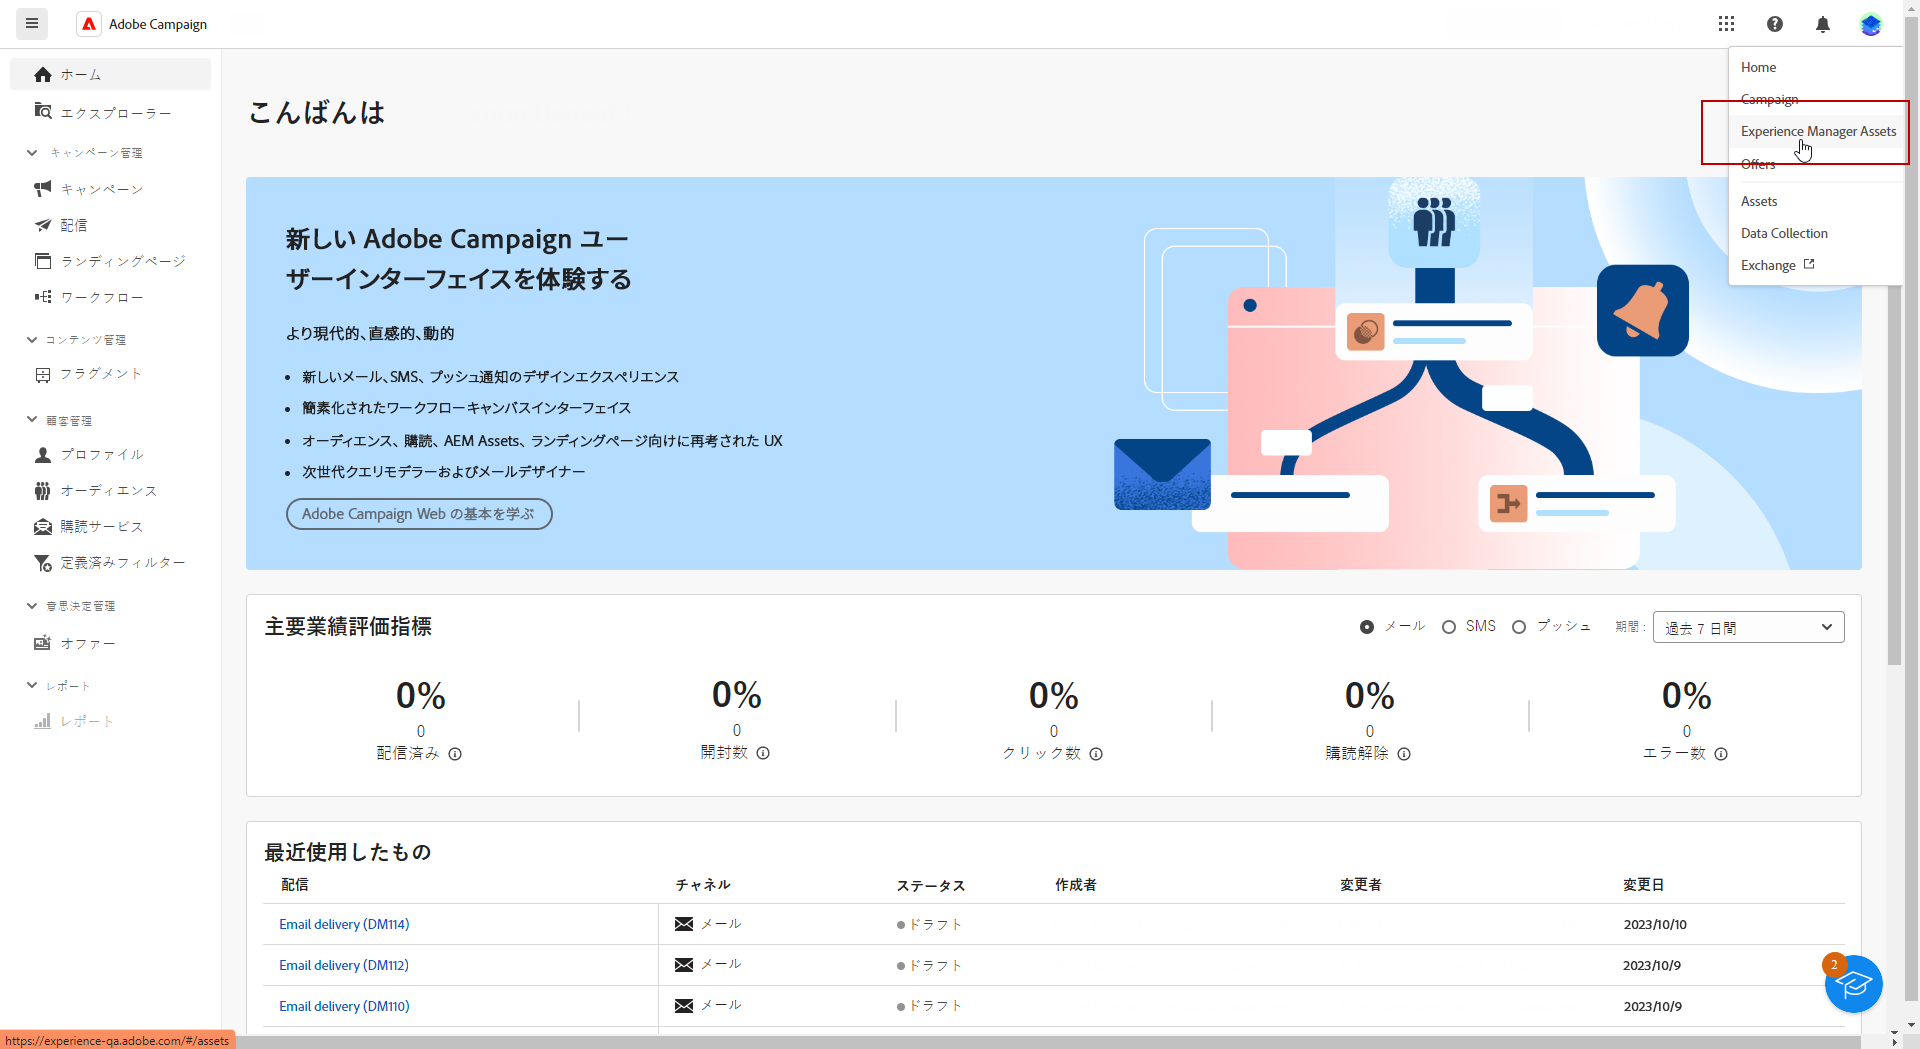 Adobe Campaign
ホーム
エクスプローラー
キャンペーン管理
キャンペーン
配信
ランディングページ
ワークフロー
コンテンツ管理
フラグメント
顧客管理
プロファイル
オーディエンス
購読サービス
定義済みフィルター
意思決定管理
オファー
レポート
レポート
Home
Campaign
Experience Manager Assets
Offers
Assets
Data Collection
Exchange
こんばんは
新しい Adobe Campaign ユー
ザーインターフェイスを体験する
より現代的、直感的、動的
• 新しいメール、SMS、プッシュ通知のデザインエクスペリエンス
• 簡素化されたワークフローキャンバスインターフェイス
• オーディエンス、購読、AEM Assets、ランディングページ向けに再考された UX
• 次世代クエリモデラーおよびメールデザイナー
Adobe Campaign Web の基本を学ぶ
主要業績評価指標
メール SMS プッシュ 期間 : 過去 7 日間
0% 0% 0% 0% 0%
0 0 0 0 0
配信済み 開封数 クリック数 購読解除 エラー数
最近使用したもの
配信 チャネル ステータス 作成者 変更者 変更日
Email delivery (DM114) メール ドラフト 2023/10/10
Email delivery (DM112) メール ドラフト 2023/10/9
Email delivery (DM110) メール ドラフト 2023/10/9
2
https://experience-qa.adobe.com/#/assets